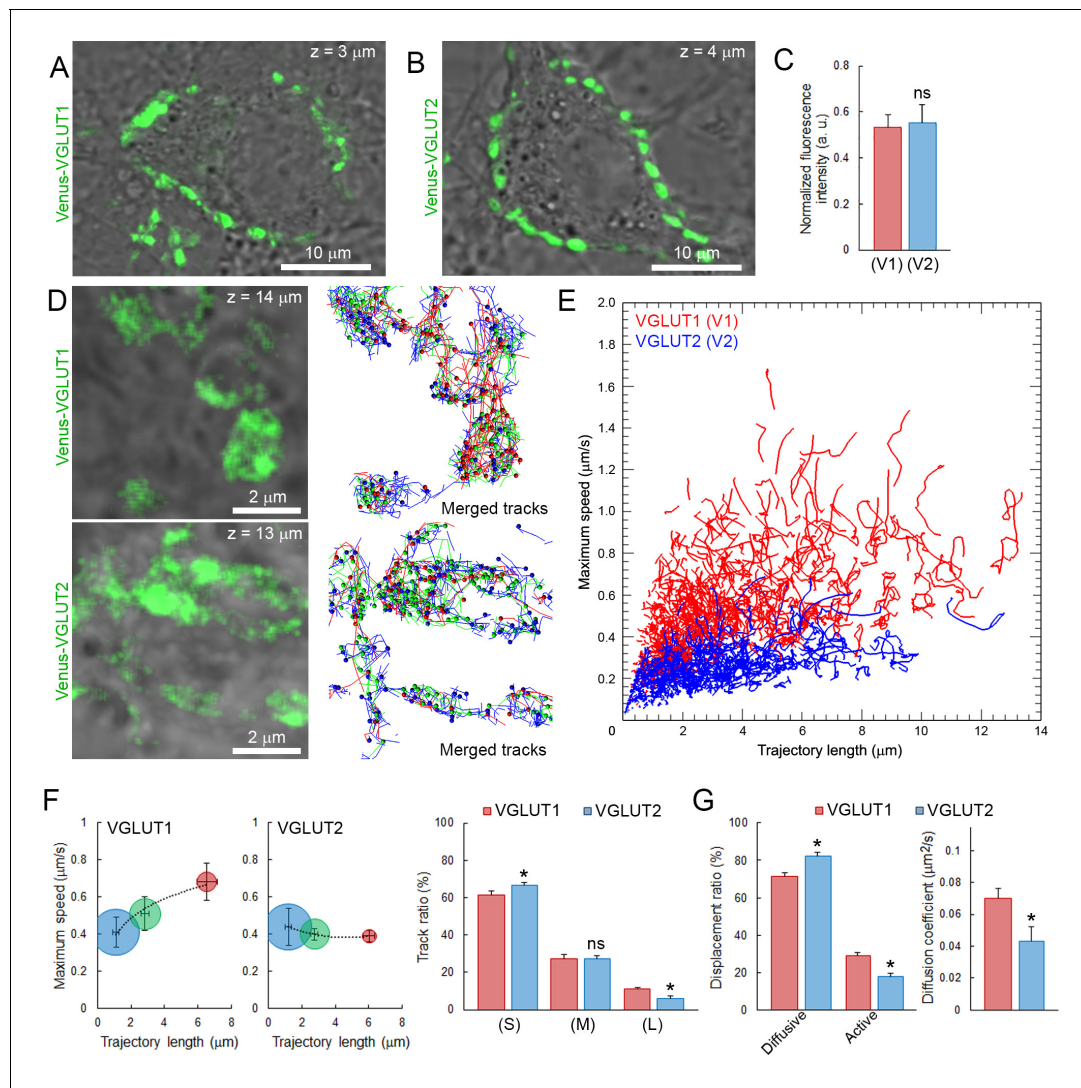 A
Venus-VGLUT1
z = 3 μm
10 μm
B
Venus-VGLUT2
z = 4 μm
10 μm
C
Normalized fluorescence
intensity (a. u.)
0.8
0.6
0.4
0.2
0
ns
(V1) (V2)
D
Venus-VGLUT1
z = 14 μm
2 μm
Merged tracks
Venus-VGLUT2
z = 13 μm
2 μm
Merged tracks
E
VGLUT1 (V1)
VGLUT2 (V2)
Maximum speed (μm/s)
2.0
1.8
1.6
1.4
1.2
1.0
0.8
0.6
0.4
0.2
0
2 4 6 8 10 12 14
Trajectory length (μm)
F
VGLUT1
Maximum speed (μm/s)
1
0.8
0.6
0.4
0.2
0
0 2 4 6 8
Trajectory length (μm)
VGLUT2
1
0.8
0.6
0.4
0.2
0
0 2 4 6 8
Trajectory length (μm)
VGLUT1 VGLUT2
Track ratio (%)
100
80
60
40
20
0
* ns *
(S) (M) (L)
G
VGLUT1 VGLUT2
Displacement ratio (%)
100
80
60
40
20
0
* *
Diffusive Active
Diffusion coefficient (μm²/s)
0.1
0.08
0.06
0.04
0.02
0
*